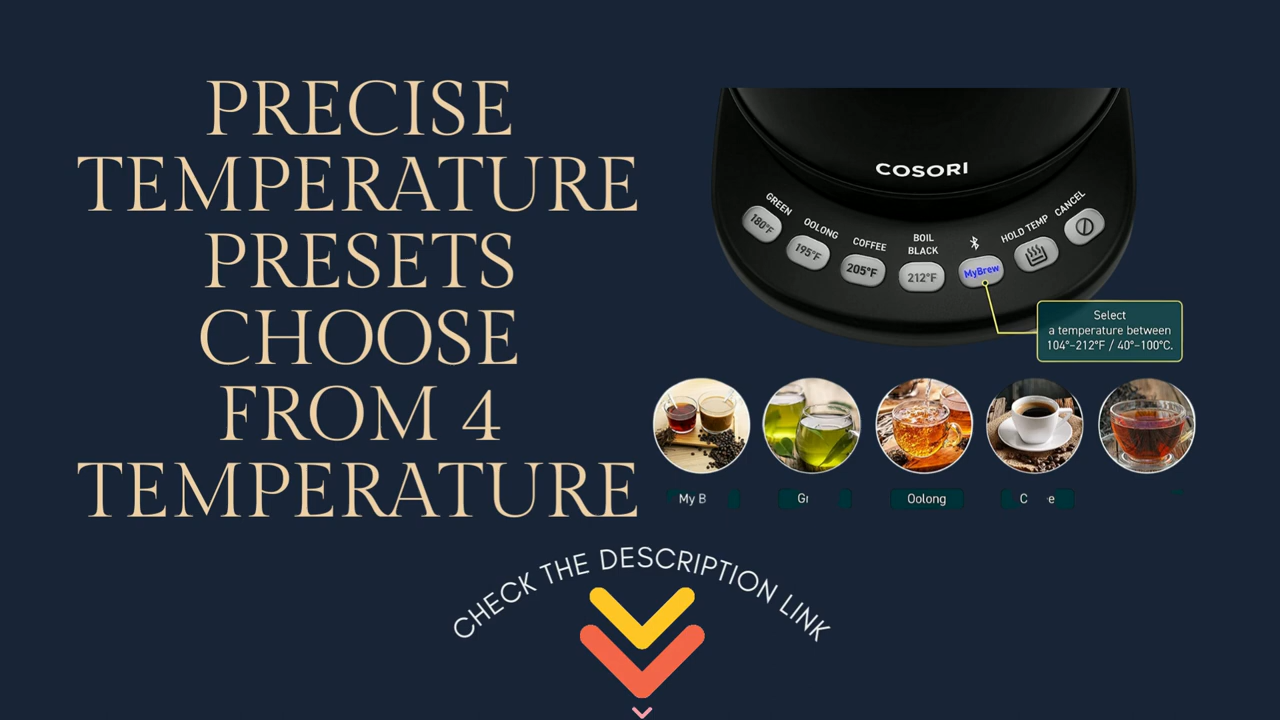 PRECISE
TEMPERATURE
PRESETS
CHOOSE
FROM 4
TEMPERATURE
COSORI
GREEN
OOLONG
COFFEE
BOIL
BLACK
HOLD TEMP
CANCEL
180°F
195°F
205°F
212°F
MyBrew
Select
a temperature between
104°–212°F / 40°–100°C.
My B
Oolong
CHECK THE DESCRIPTION LINK